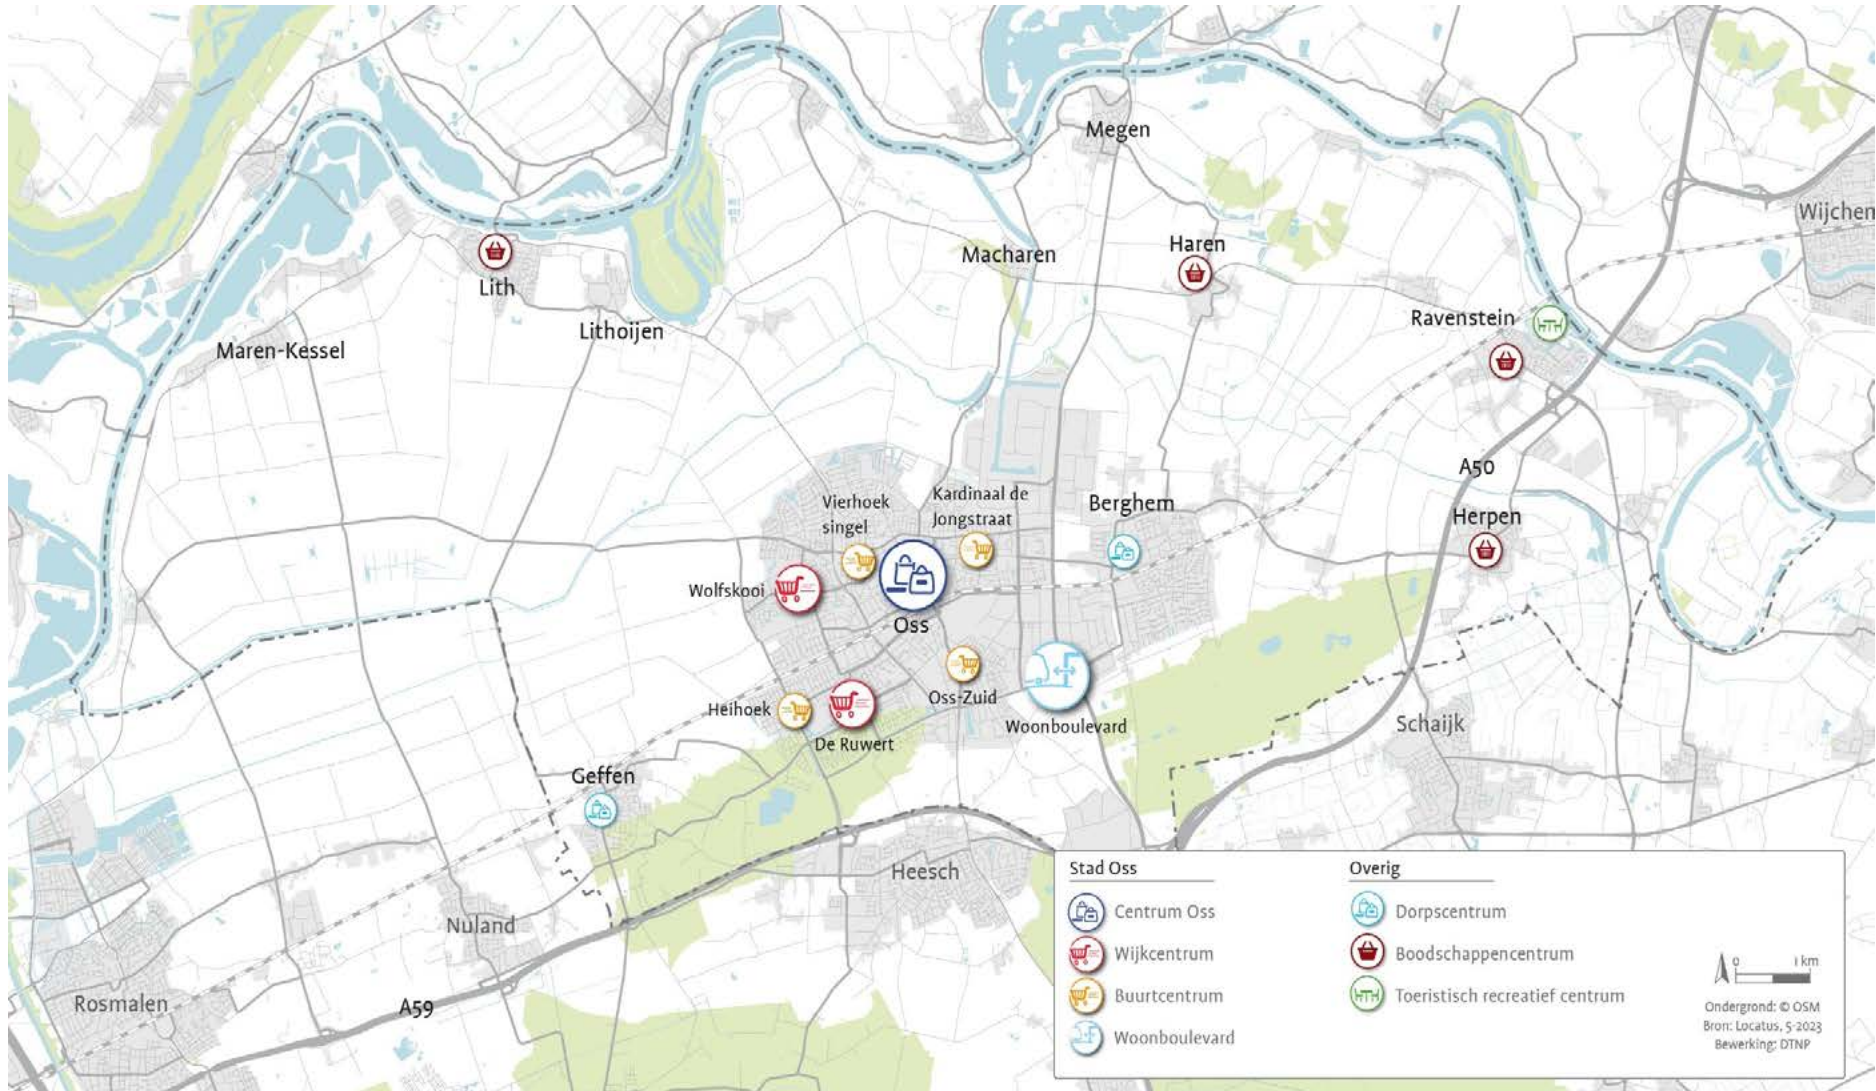 Megen
Wijchen
Haren
Macharen
Lith
Ravenstein
Lithoijen
Maren-Kessel
A50
Vierhoek
singel
Kardinaal de
Jongstraat
Berghem
Herpen
Wolfskooi
Oss
Oss-Zuid
Heihoek
Woonboulevard
De Ruwert
Schaijk
Geffen
Heesch
Nuland
Rosmalen
A59
Stad Oss
Centrum Oss
Wijkcentrum
Buurtcentrum
Woonboulevard
Overig
Dorpscentrum
Boodschappencentrum
Toeristisch recreatief centrum
0 1 km
Ondergrond: © OSM
Bron: Locatus, 5-2023
Bewerking: DTNP